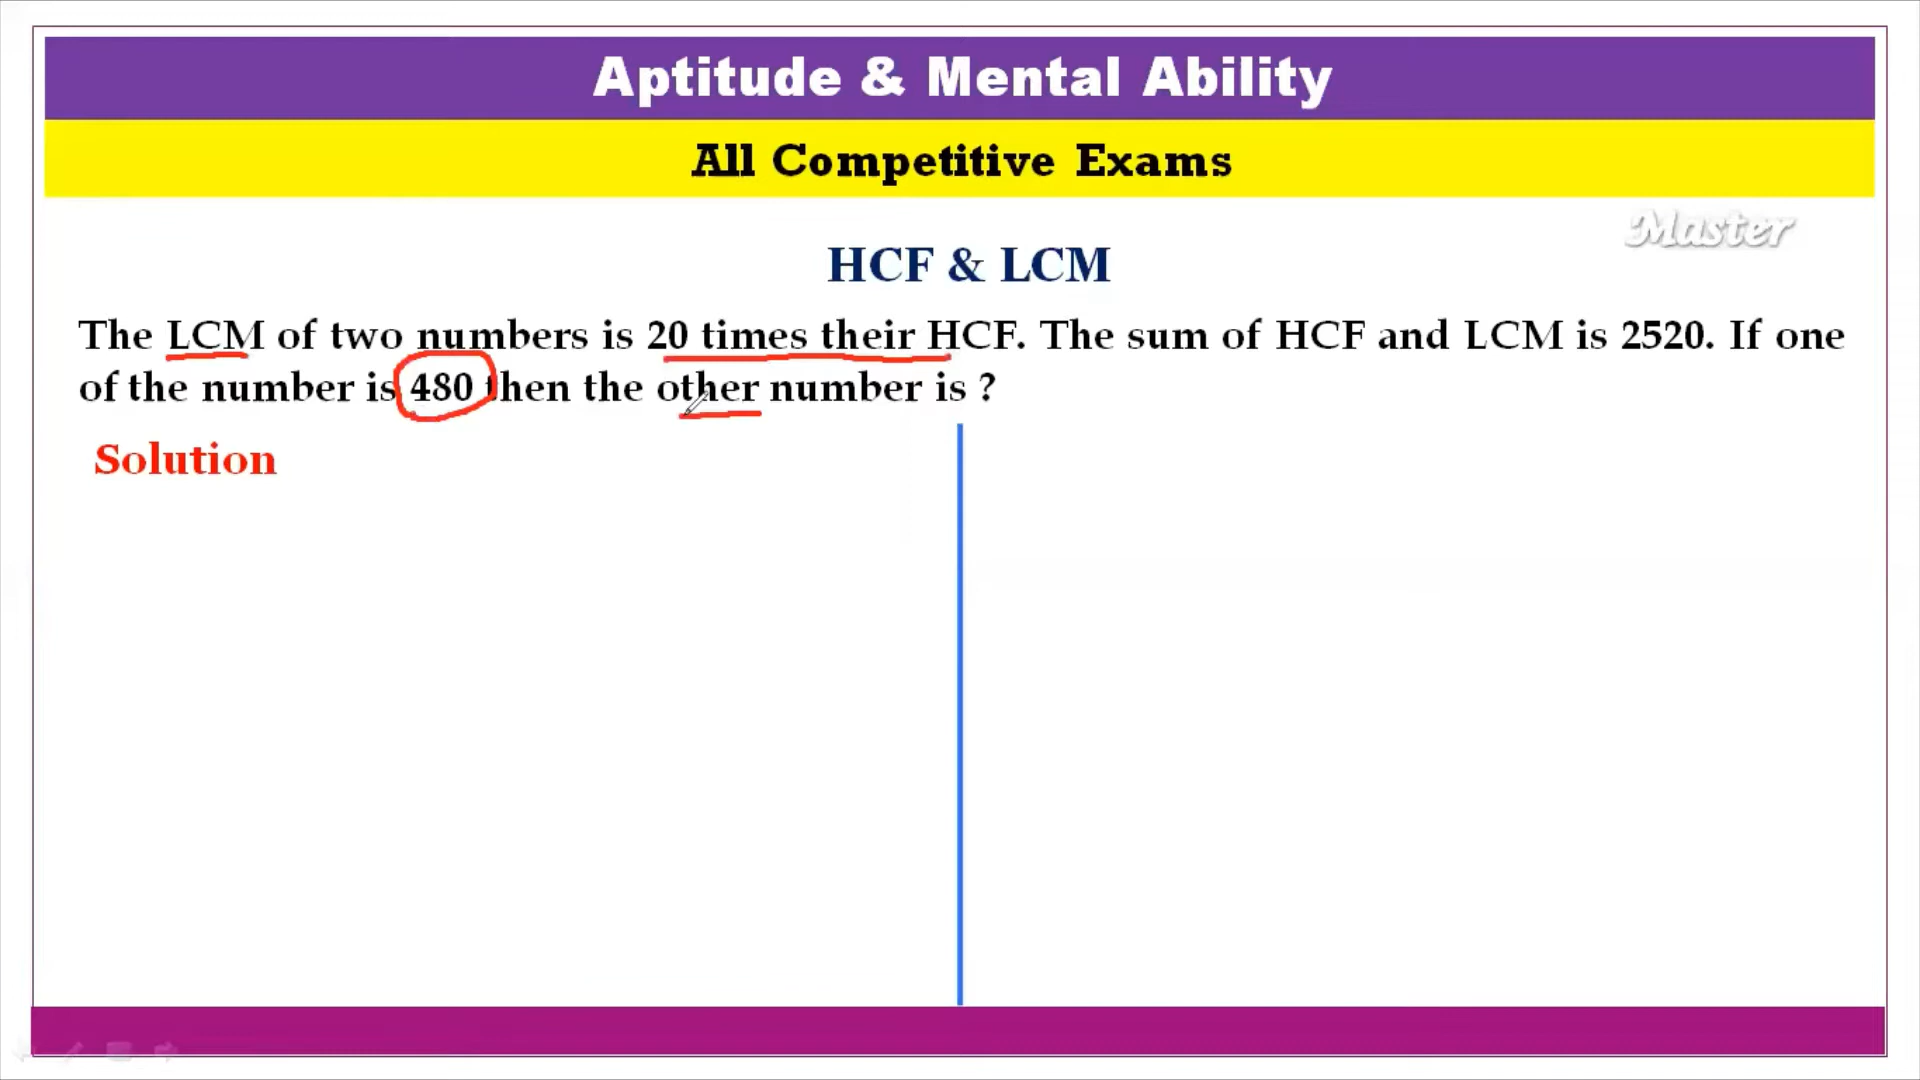 Aptitude & Mental Ability
All Competitive Exams
Master
HCF & LCM
The LCM of two numbers is 20 times their HCF. The sum of HCF and LCM is 2520. If one
of the number is 480 then the other number is ?
Solution